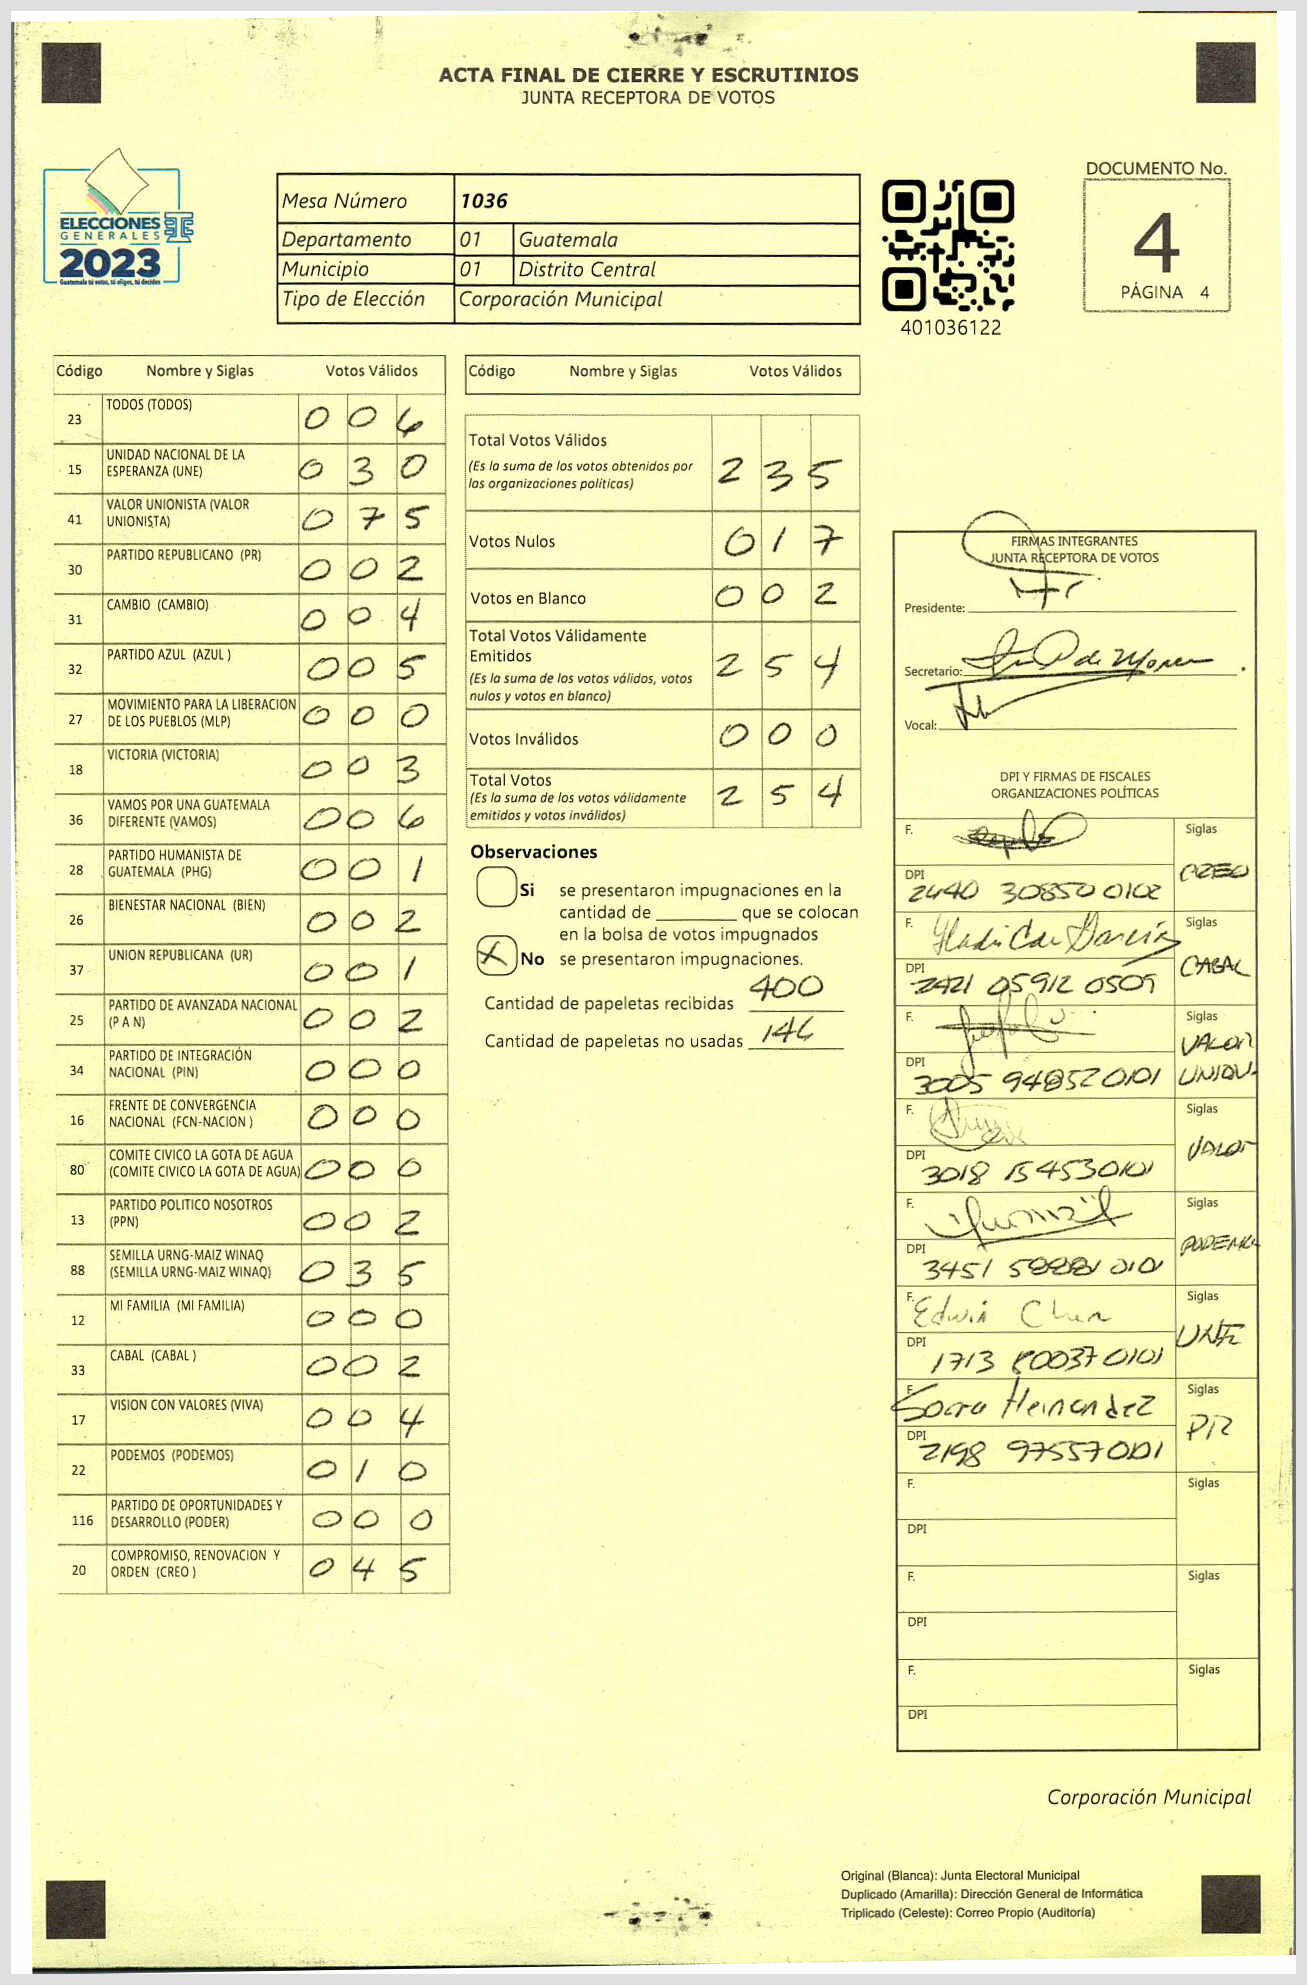 ACTA FINAL DE CIERRE Y ESCRUTINIOS
JUNTA RECEPTORA DE VOTOS
ELECCIONES
GENERALES
2023
Guatemala tú votas, tú eliges, tú decides
Mesa Número 1036
Departamento 01 Guatemala
Municipio 01 Distrito Central
Tipo de Elección Corporación Municipal
401036122
DOCUMENTO No.
4
PÁGINA 4
Código Nombre y Siglas Votos Válidos
23 TODOS (TODOS) 0 0 6
15 UNIDAD NACIONAL DE LA ESPERANZA (UNE) 0 3 0
41 VALOR UNIONISTA (VALOR UNIONISTA) 0 7 5
30 PARTIDO REPUBLICANO (PR) 0 0 2
31 CAMBIO (CAMBIO) 0 0 4
32 PARTIDO AZUL (AZUL ) 0 0 5
27 MOVIMIENTO PARA LA LIBERACION DE LOS PUEBLOS (MLP) 0 0 0
18 VICTORIA (VICTORIA) 0 0 3
36 VAMOS POR UNA GUATEMALA DIFERENTE (VAMOS) 0 0 6
28 PARTIDO HUMANISTA DE GUATEMALA (PHG) 0 0 1
26 BIENESTAR NACIONAL (BIEN) 0 0 2
37 UNION REPUBLICANA (UR) 0 0 1
25 PARTIDO DE AVANZADA NACIONAL (P A N) 0 0 2
34 PARTIDO DE INTEGRACIÓN NACIONAL (PIN) 0 0 0
16 FRENTE DE CONVERGENCIA NACIONAL (FCN-NACION ) 0 0 0
80 COMITE CIVICO LA GOTA DE AGUA (COMITE CIVICO LA GOTA DE AGUA) 0 0 0
13 PARTIDO POLITICO NOSOTROS (PPN) 0 0 2
88 SEMILLA URNG-MAIZ WINAQ (SEMILLA URNG-MAIZ WINAQ) 0 3 5
12 MI FAMILIA (MI FAMILIA) 0 0 0
33 CABAL (CABAL ) 0 0 2
17 VISION CON VALORES (VIVA) 0 0 4
22 PODEMOS (PODEMOS) 0 1 0
116 PARTIDO DE OPORTUNIDADES Y DESARROLLO (PODER) 0 0 0
20 COMPROMISO, RENOVACION Y ORDEN (CREO ) 0 4 5
Código Nombre y Siglas Votos Válidos
Total Votos Válidos 2 3 5
(Es la suma de los votos obtenidos por
las organizaciones políticas)
Votos Nulos 0 1 7
Votos en Blanco 0 0 2
Total Votos Válidamente
Emitidos 2 5 4
(Es la suma de los votos válidos, votos
nulos y votos en blanco)
Votos Inválidos 0 0 0
Total Votos 2 5 4
(Es la suma de los votos válidamente
emitidos y votos inválidos)
Observaciones
Si se presentaron impugnaciones en la
cantidad de ________ que se colocan
en la bolsa de votos impugnados
X No se presentaron impugnaciones.
Cantidad de papeletas recibidas 400
Cantidad de papeletas no usadas 146
FIRMAS INTEGRANTES
JUNTA RECEPTORA DE VOTOS
Presidente:
Secretario:
Vocal:
DPI Y FIRMAS DE FISCALES
ORGANIZACIONES POLÍTICAS
F. Siglas
CREO
DPI
2440 30850 0102
F. Siglas
CABAL
DPI
2421 05912 0509
F. Siglas
VALOR
UNION.
DPI
3005 94852 0101
F. Siglas
VALOR
DPI
3018 15453 0101
F. Siglas
PODEMOS
DPI
3451 58881 0101
F. Edwin Siglas
UNE
DPI
1713 80037 0101
F. Hernandez Siglas
PR
DPI
2198 97557 0101
F. Siglas
DPI
F. Siglas
DPI
F. Siglas
DPI
Corporación Municipal
Original (Blanca): Junta Electoral Municipal
Duplicado (Amarilla): Dirección General de Informática
Triplicado (Celeste): Correo Propio (Auditoría)